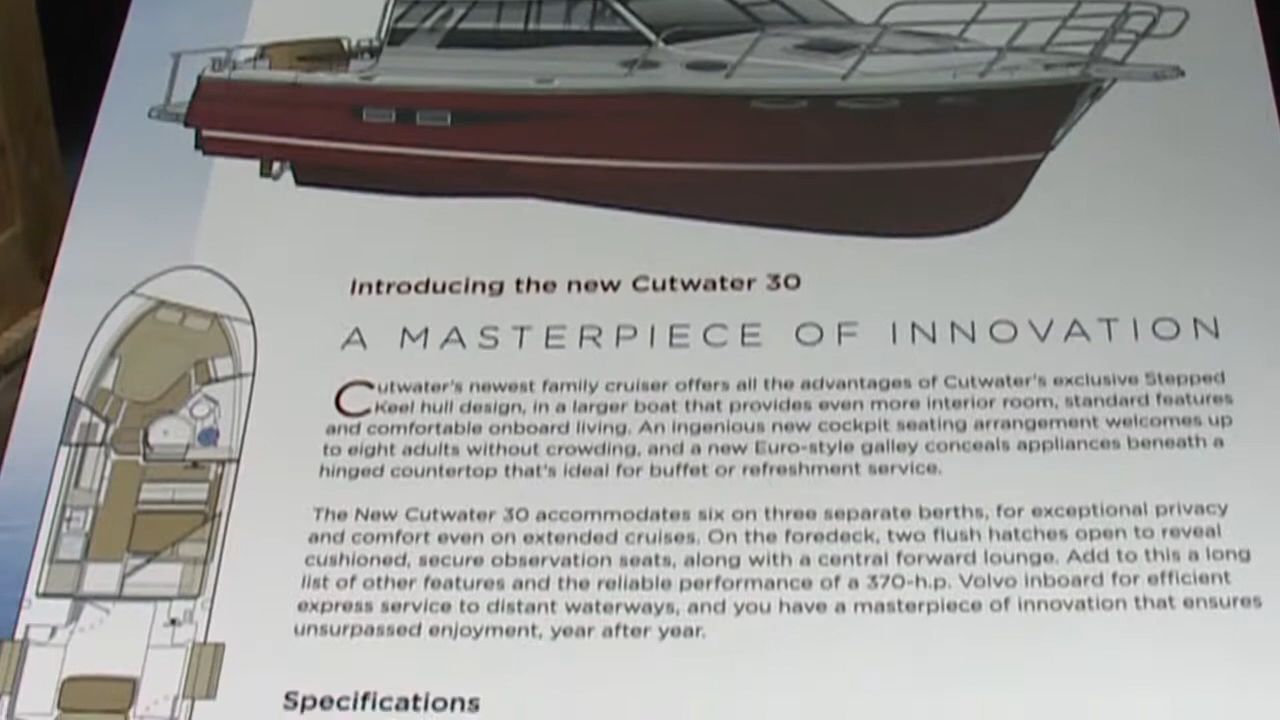 Introducing the new Cutwater 30
A MASTERPIECE OF INNOVATION
Cutwater's newest family cruiser offers all the advantages of Cutwater's exclusive Stepped
Keel hull design, in a larger boat that provides even more interior room, standard features
and comfortable onboard living. An ingenious new cockpit seating arrangement welcomes up
to eight adults without crowding, and a new Euro-style galley conceals appliances beneath a
hinged countertop that's ideal for buffet or refreshment service.
The New Cutwater 30 accommodates six on three separate berths, for exceptional privacy
and comfort even on extended cruises. On the foredeck, two flush hatches open to reveal
cushioned, secure observation seats, along with a central forward lounge. Add to this a long
list of other features and the reliable performance of a 370-h.p. Volvo inboard for efficient
express service to distant waterways, and you have a masterpiece of innovation that ensures
unsurpassed enjoyment, year after year.
Specifications